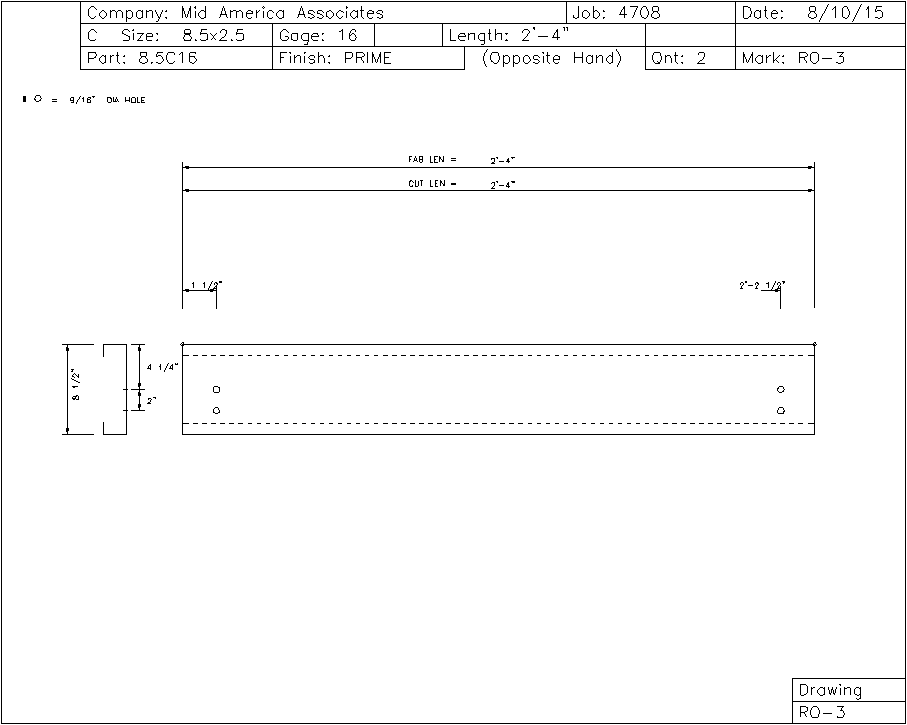 Company: Mid America Associates Job: 4708 Date: 8/10/15
C Size: 8.5x2.5 Gage: 16 Length: 2'-4"
Part: 8.5C16 Finish: PRIME (Opposite Hand) Qnt: 2 Mark: RO-3
= 9/16" DIA HOLE
FAB LEN = 2'-4"
CUT LEN = 2'-4"
1 1/2" 2'-2 1/2"
4 1/4"
8 1/2"
2"
Drawing
RO-3